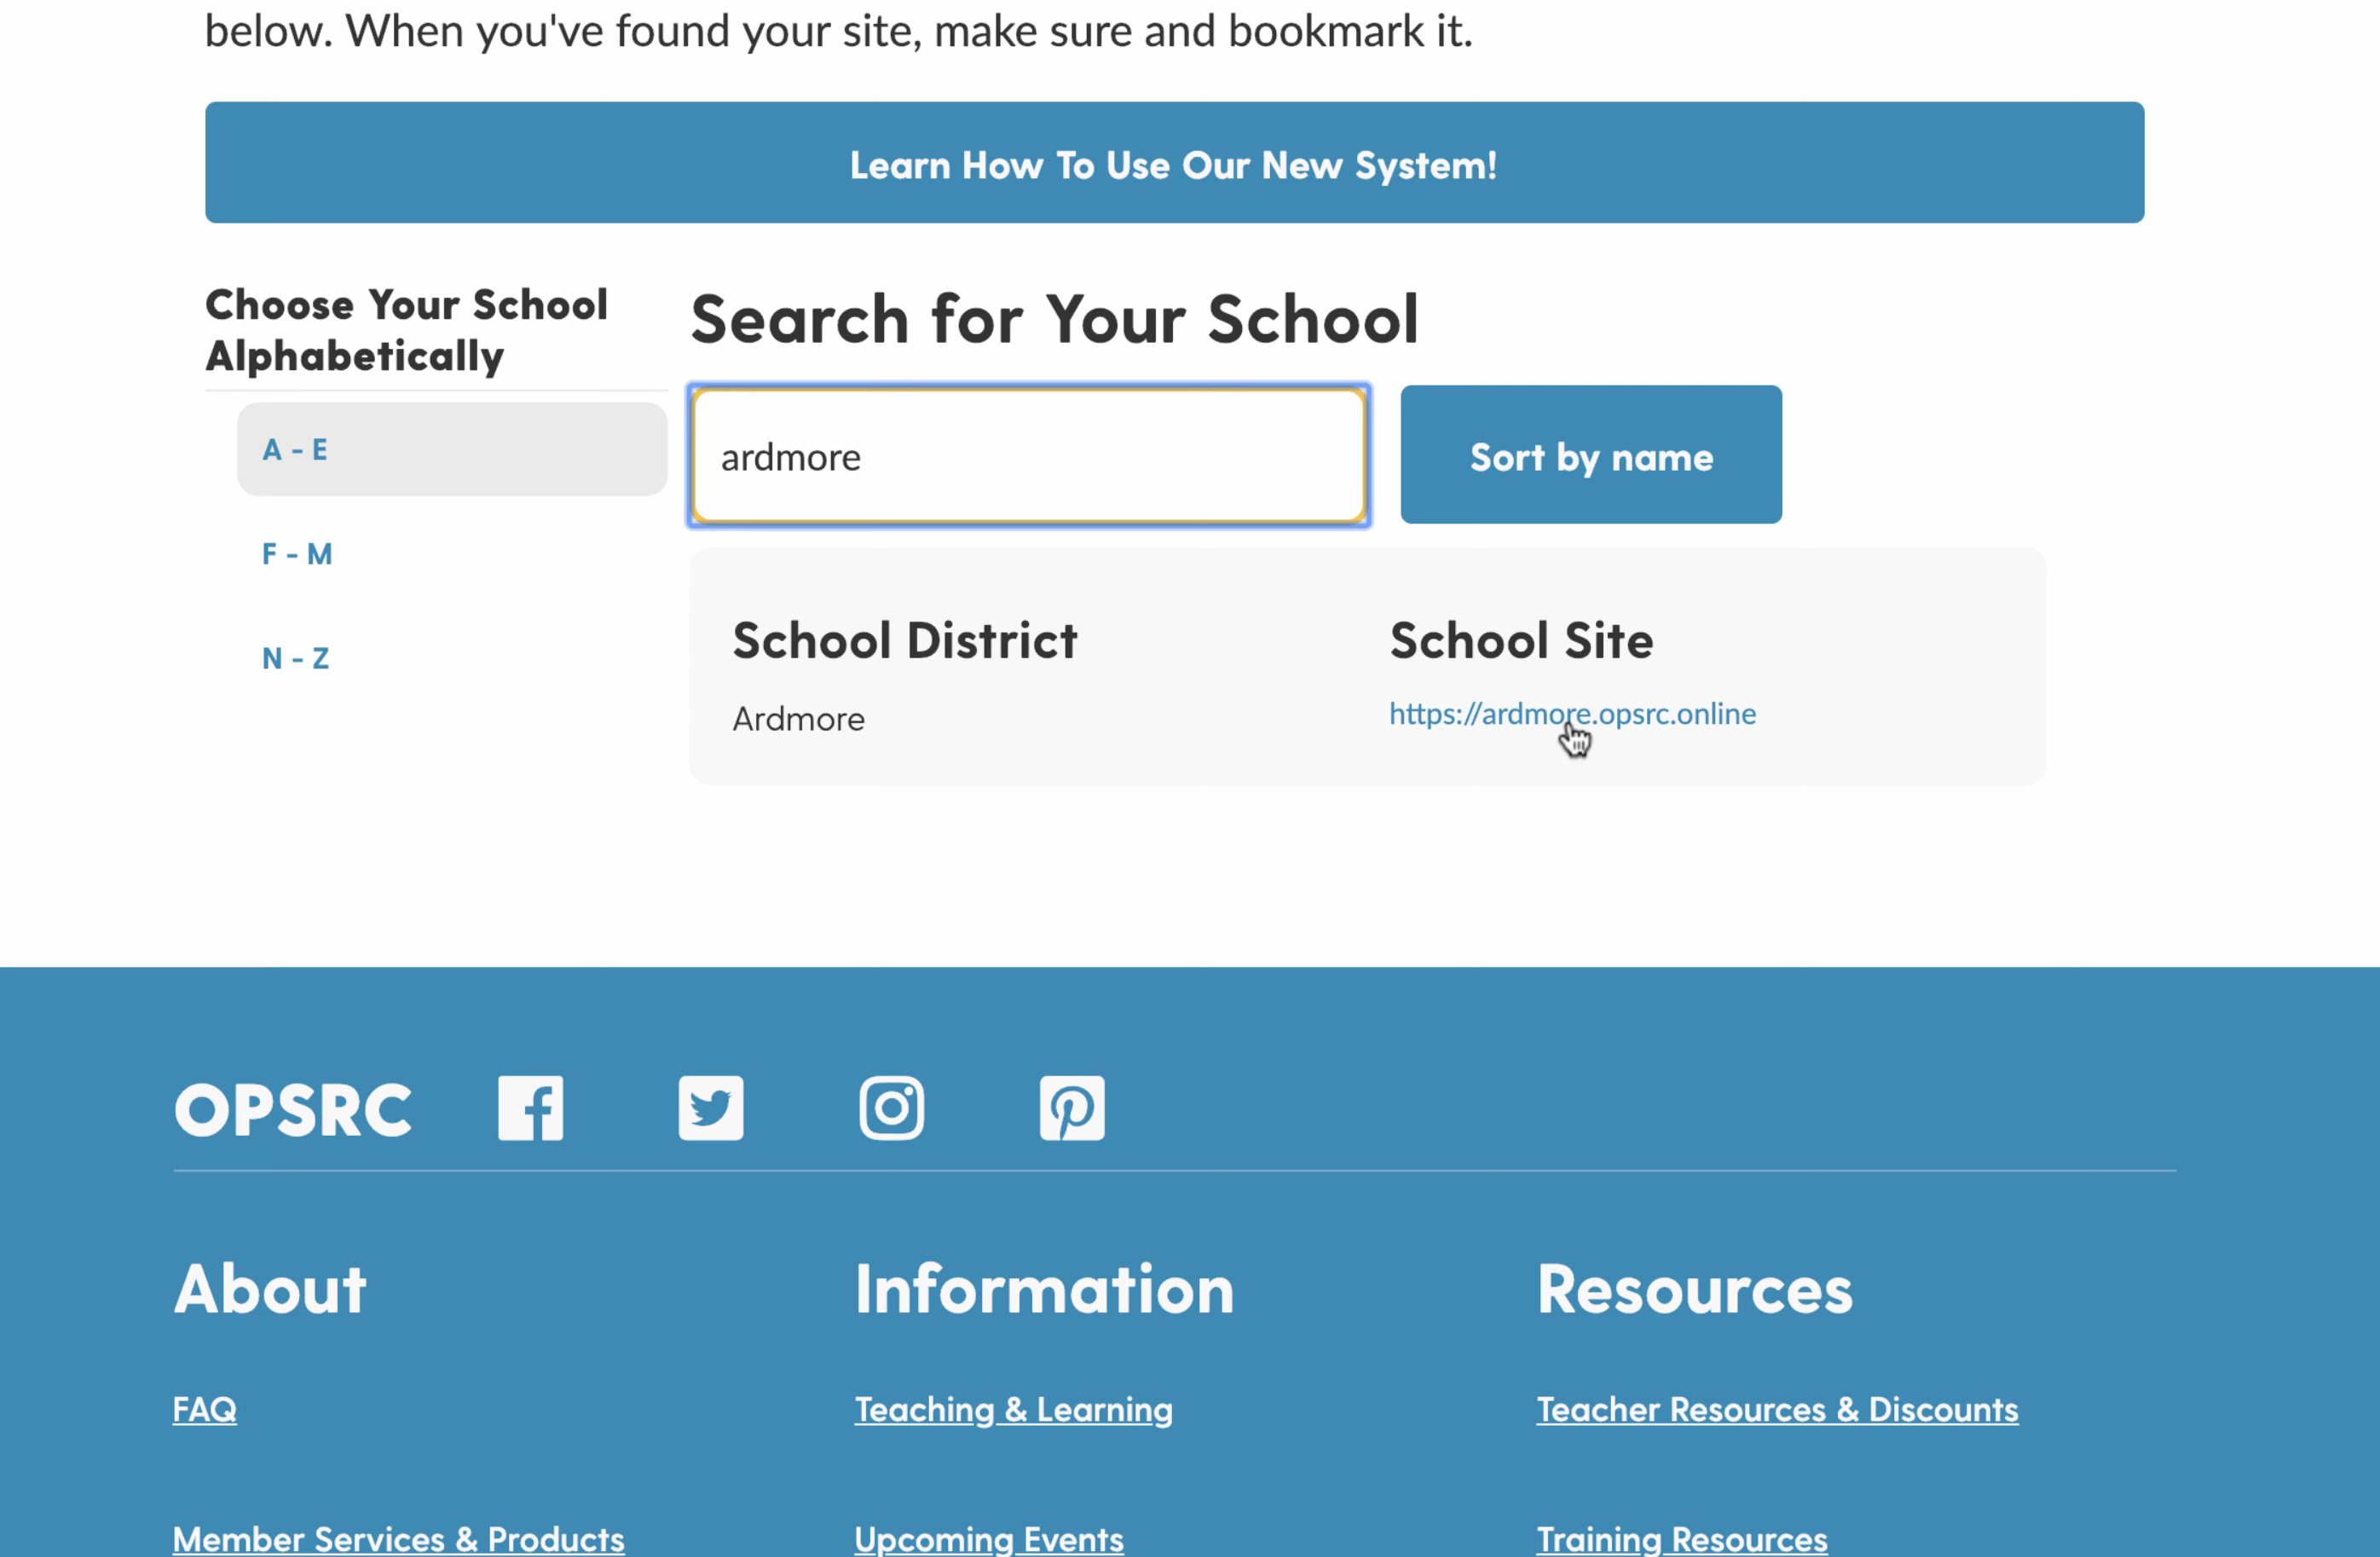 below. When you've found your site, make sure and bookmark it.
Learn How To Use Our New System!
Choose Your School
Alphabetically
A - E
F - M
N - Z
Search for Your School
ardmore
Sort by name
School District
School Site
Ardmore
https://ardmore.opsrc.online
OPSRC
About
Information
Resources
FAQ
Teaching & Learning
Teacher Resources & Discounts
Member Services & Products
Upcoming Events
Training Resources